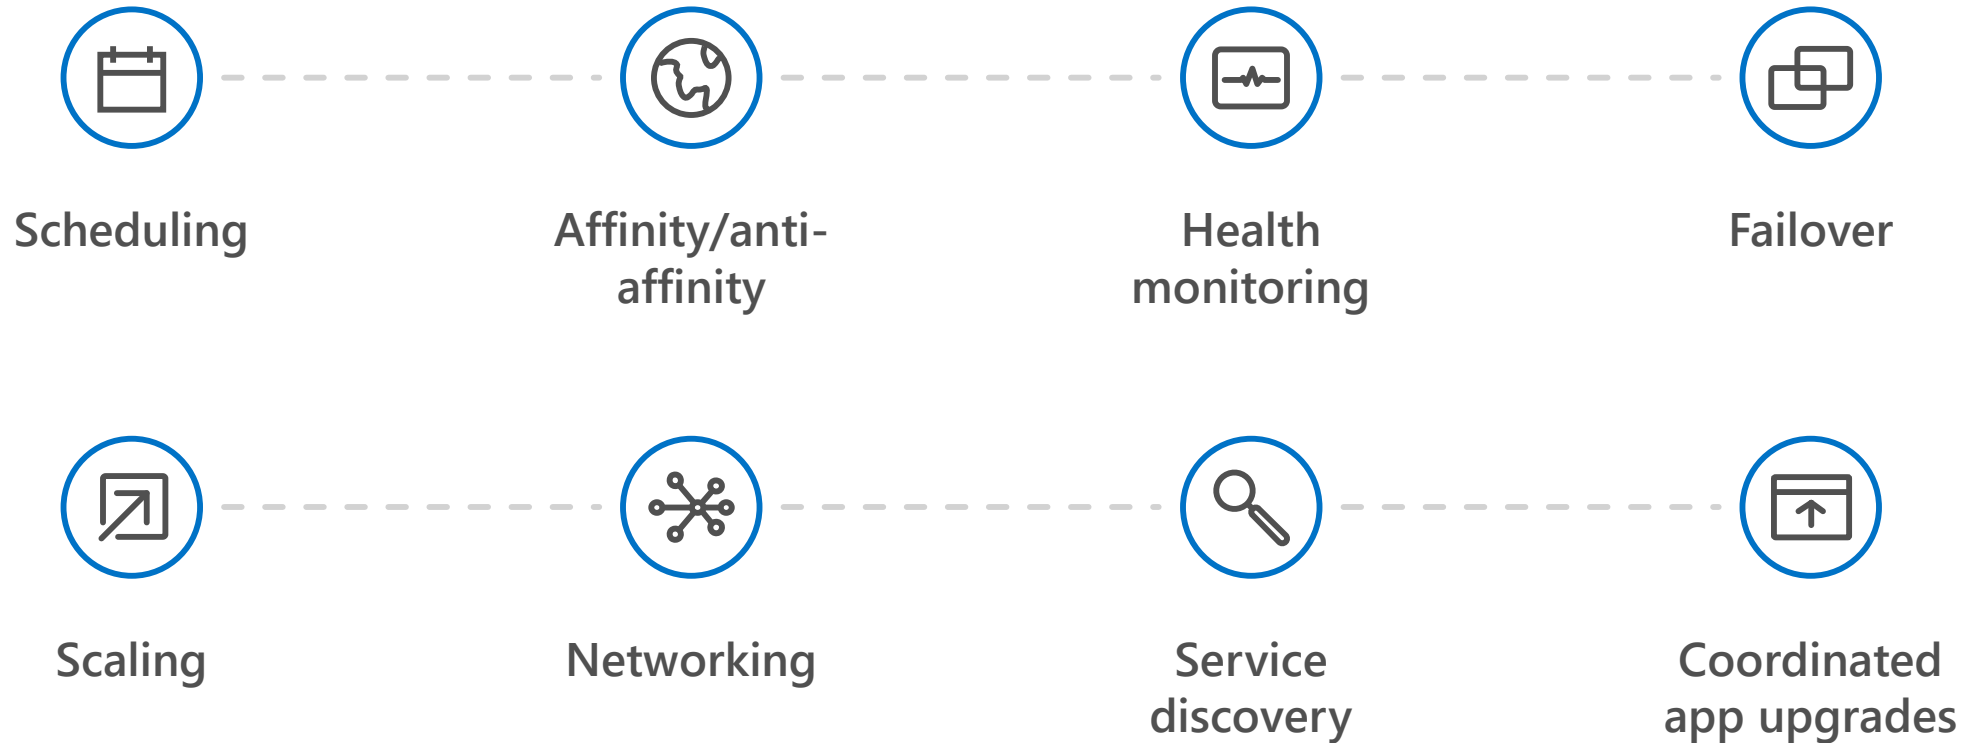 Scheduling
Affinity/anti-
affinity
Health
monitoring
Failover
Scaling
Networking
Service
discovery
Coordinated
app upgrades